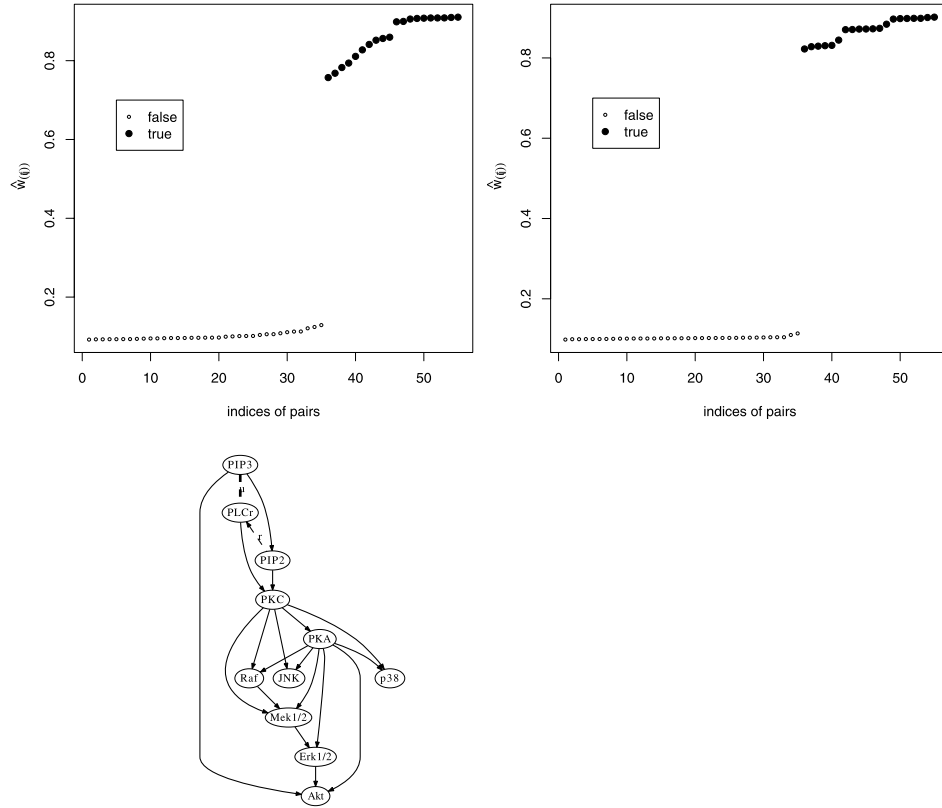 0.8
0.6
0.4
0.2
false
true
0 10 20 30 40 50
indices of pairs
0.8
0.6
0.4
0.2
false
true
0 10 20 30 40 50
indices of pairs
PIP3
u
PLCr
r
PIP2
PKC
PKA
Raf JNK p38
Mek1/2
Erk1/2
Akt